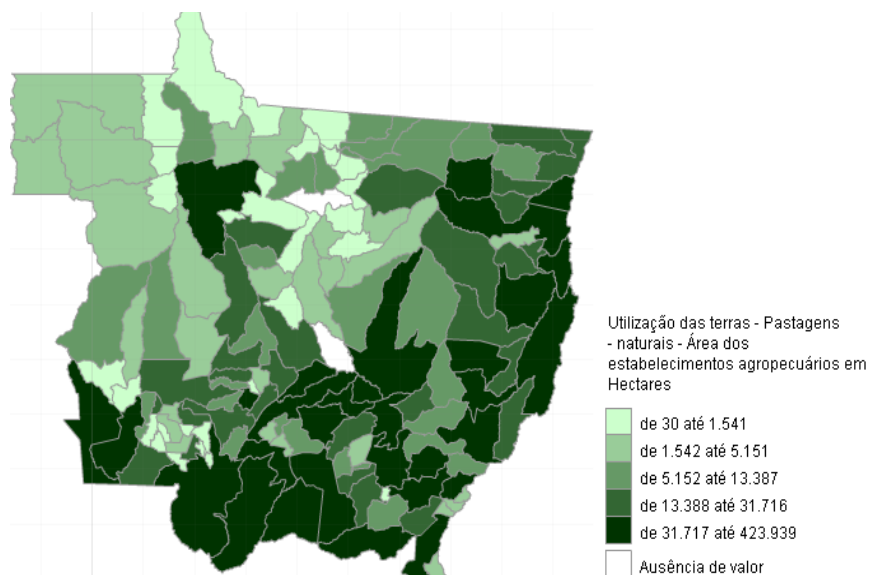 Utilização das terras - Pastagens
- naturais - Área dos
estabelecimentos agropecuários em
Hectares
de 30 até 1.541
de 1.542 até 5.151
de 5.152 até 13.387
de 13.388 até 31.716
de 31.717 até 423.939
Ausência de valor